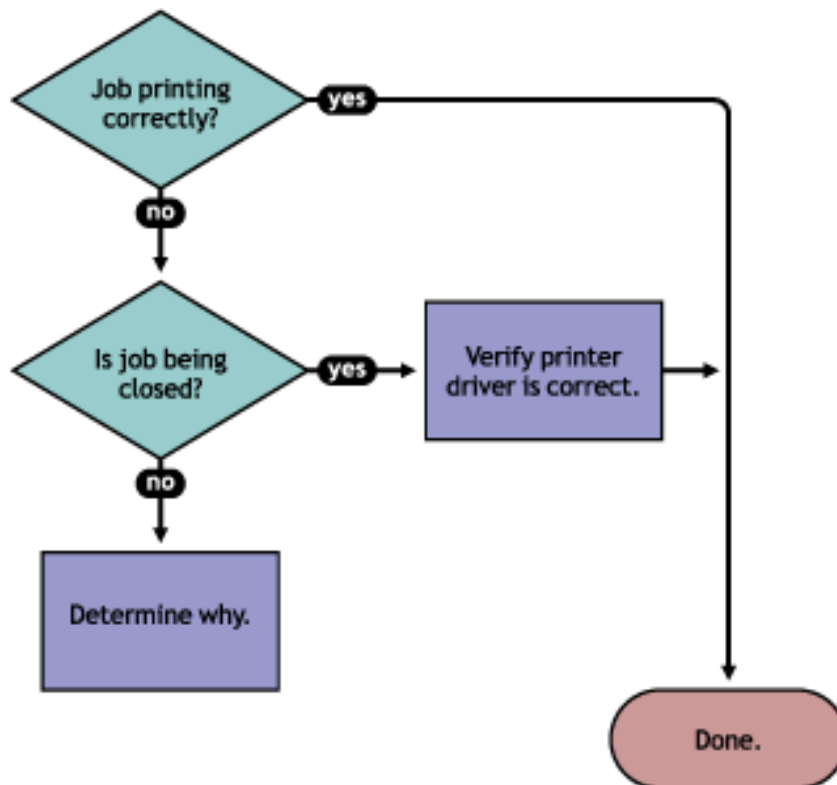 Job printing
correctly?
yes
no
Is job being
closed?
yes
Verify printer
driver is correct.
no
Determine why.
Done.